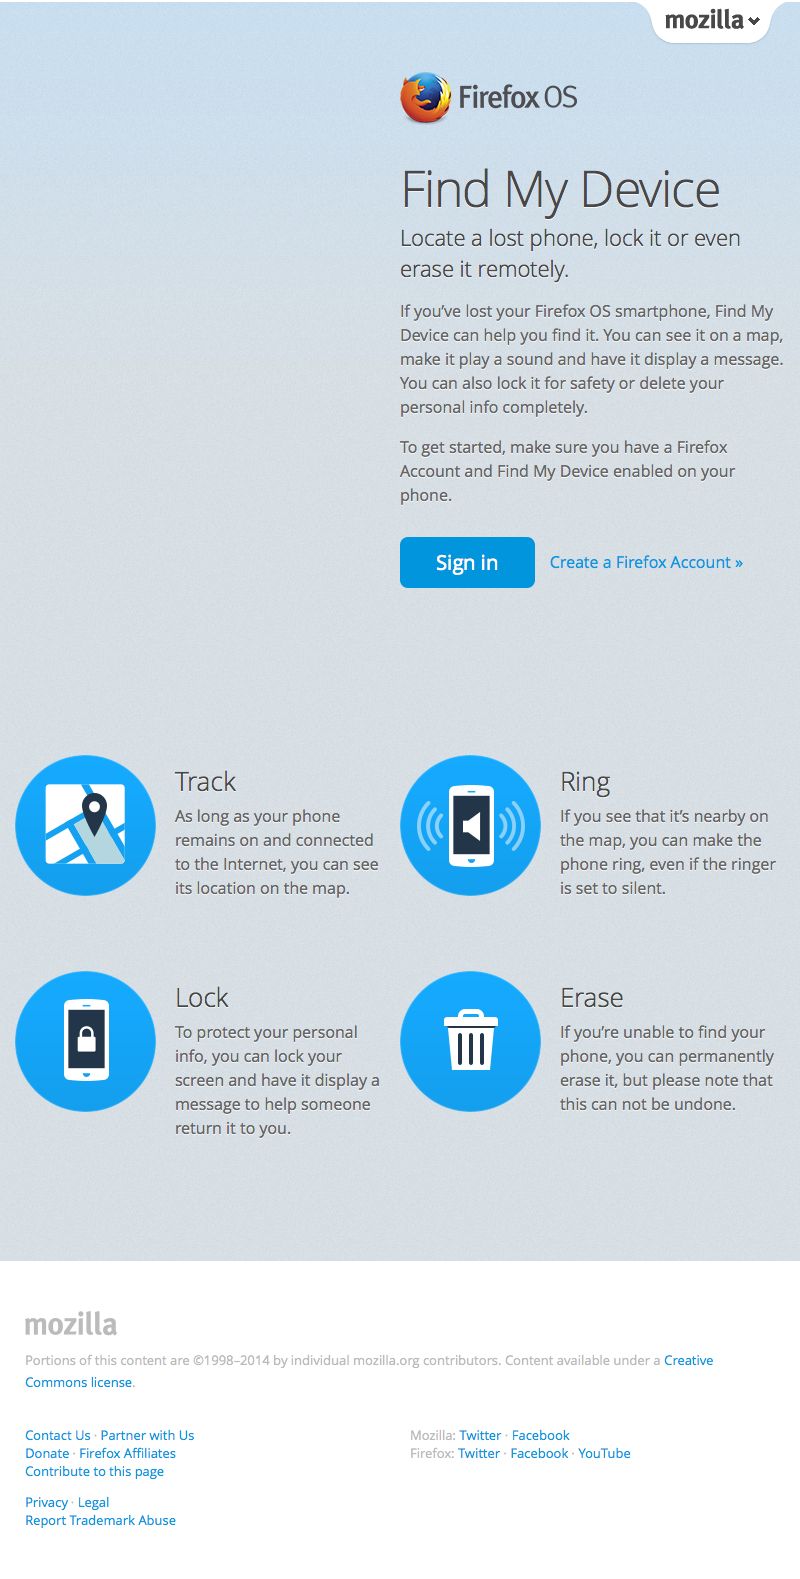 mozilla
Firefox OS
Find My Device
Locate a lost phone, lock it or even
erase it remotely.
If you’ve lost your Firefox OS smartphone, Find My
Device can help you find it. You can see it on a map,
make it play a sound and have it display a message.
You can also lock it for safety or delete your
personal info completely.
To get started, make sure you have a Firefox
Account and Find My Device enabled on your
phone.
Sign in
Create a Firefox Account »
Track
As long as your phone
remains on and connected
to the Internet, you can see
its location on the map.
Ring
If you see that it’s nearby on
the map, you can make the
phone ring, even if the ringer
is set to silent.
Lock
To protect your personal
info, you can lock your
screen and have it display a
message to help someone
return it to you.
Erase
If you’re unable to find your
phone, you can permanently
erase it, but please note that
this can not be undone.
mozilla
Portions of this content are ©1998–2014 by individual mozilla.org contributors. Content available under a Creative
Commons license.
Contact Us · Partner with Us
Donate · Firefox Affiliates
Contribute to this page
Privacy · Legal
Report Trademark Abuse
Mozilla: Twitter · Facebook
Firefox: Twitter · Facebook · YouTube